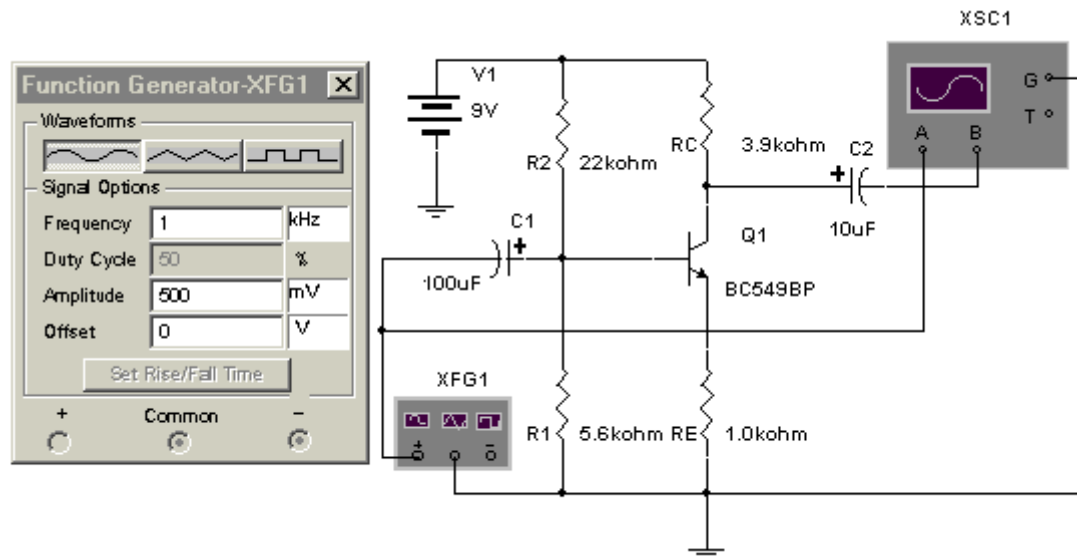 XSC1
G
T
A
B
Function Generator-XFG1
Waveforms
Signal Options
Frequency 1 kHz
Duty Cycle 50 %
Amplitude 500 mV
Offset 0 V
Set Rise/Fall Time
+ Common -
V1
9V
R2 22kohm
RC 3.9kohm
C1
+
100uF
C2
+
10uF
Q1
BC549BP
XFG1
+ -
R1 5.6kohm
RE 1.0kohm